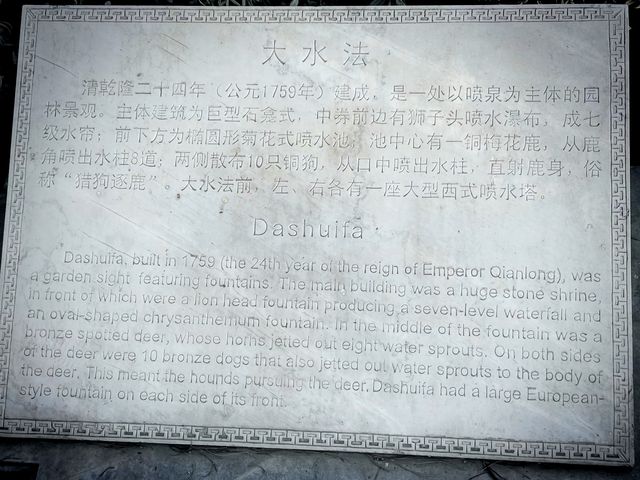 大水法
清乾隆二十四年（公元1759年）建成，是一处以喷泉为主体的园
林景观。主体建筑为巨型石龛式，中券前边有狮子头喷水瀑布，成七
级水帘；前下方为椭圆形菊花式喷水池；池中心有一铜梅花鹿，从鹿
角喷出水柱8道；两侧散布10只铜狗，从口中喷出水柱，直射鹿身，俗
称“猎狗逐鹿”。大水法前，左、右各有一座大型西式喷水塔。
Dashuifa
Dashuifa, built in 1759 (the 24th year of the reign of Emperor Qianlong), was
a garden sight featuring fountains. The main building was a huge stone shrine,
in front of which were a lion head fountain producing a seven-level waterfall and
an oval-shaped chrysanthemum fountain. In the middle of the fountain was a
bronze spotted deer, whose horns jetted out eight water sprouts. On both sides
of the deer were 10 bronze dogs that also jetted out water sprouts to the body of
the deer. This meant the hounds pursuing the deer. Dashuifa had a large European-
style fountain on each side of its front.